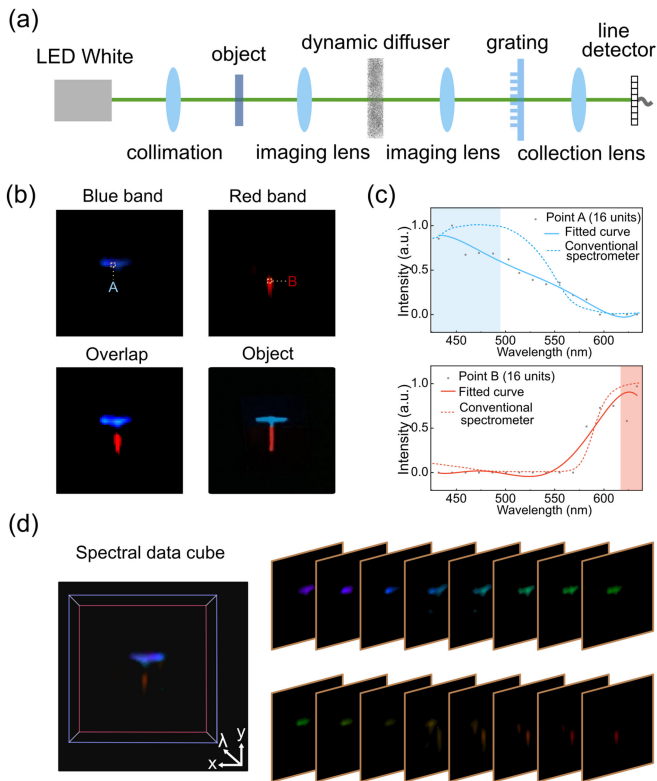 (a)
LED White
object
dynamic diffuser
grating
line
detector
collimation
imaging lens
imaging lens
collection lens
(b)
Blue band
Red band
A
B
Overlap
Object
(c)
Intensity (a.u.)
1.0
0.5
0.0
Point A (16 units)
Fitted curve
Conventional
spectrometer
450
500
550
600
Wavelength (nm)
Intensity (a.u.)
1.0
0.5
0.0
Point B (16 units)
Fitted curve
Conventional
spectrometer
450
500
550
600
Wavelength (nm)
(d)
Spectral data cube
λ
y
x